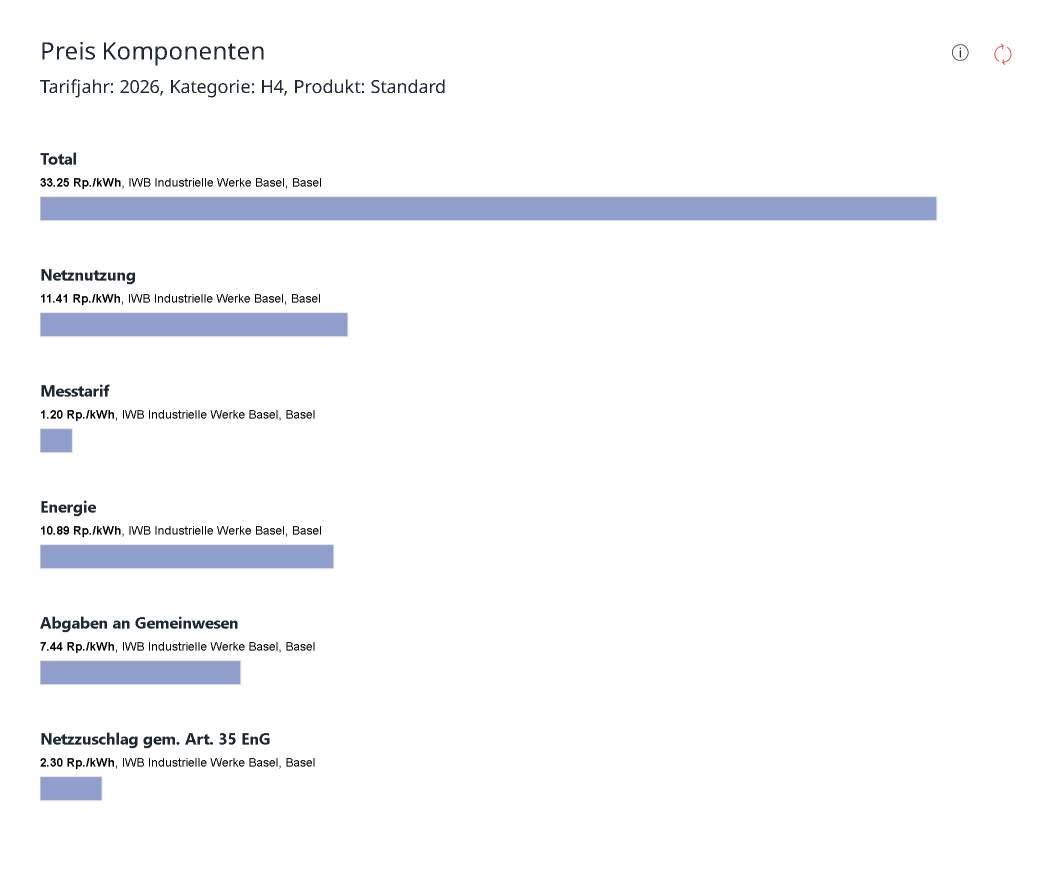 Preis Komponenten
Tarifjahr: 2026, Kategorie: H4, Produkt: Standard
Total
33.25 Rp./kWh, IWB Industrielle Werke Basel, Basel
Netznutzung
11.41 Rp./kWh, IWB Industrielle Werke Basel, Basel
Messtarif
1.20 Rp./kWh, IWB Industrielle Werke Basel, Basel
Energie
10.89 Rp./kWh, IWB Industrielle Werke Basel, Basel
Abgaben an Gemeinwesen
7.44 Rp./kWh, IWB Industrielle Werke Basel, Basel
Netzzuschlag gem. Art. 35 EnG
2.30 Rp./kWh, IWB Industrielle Werke Basel, Basel